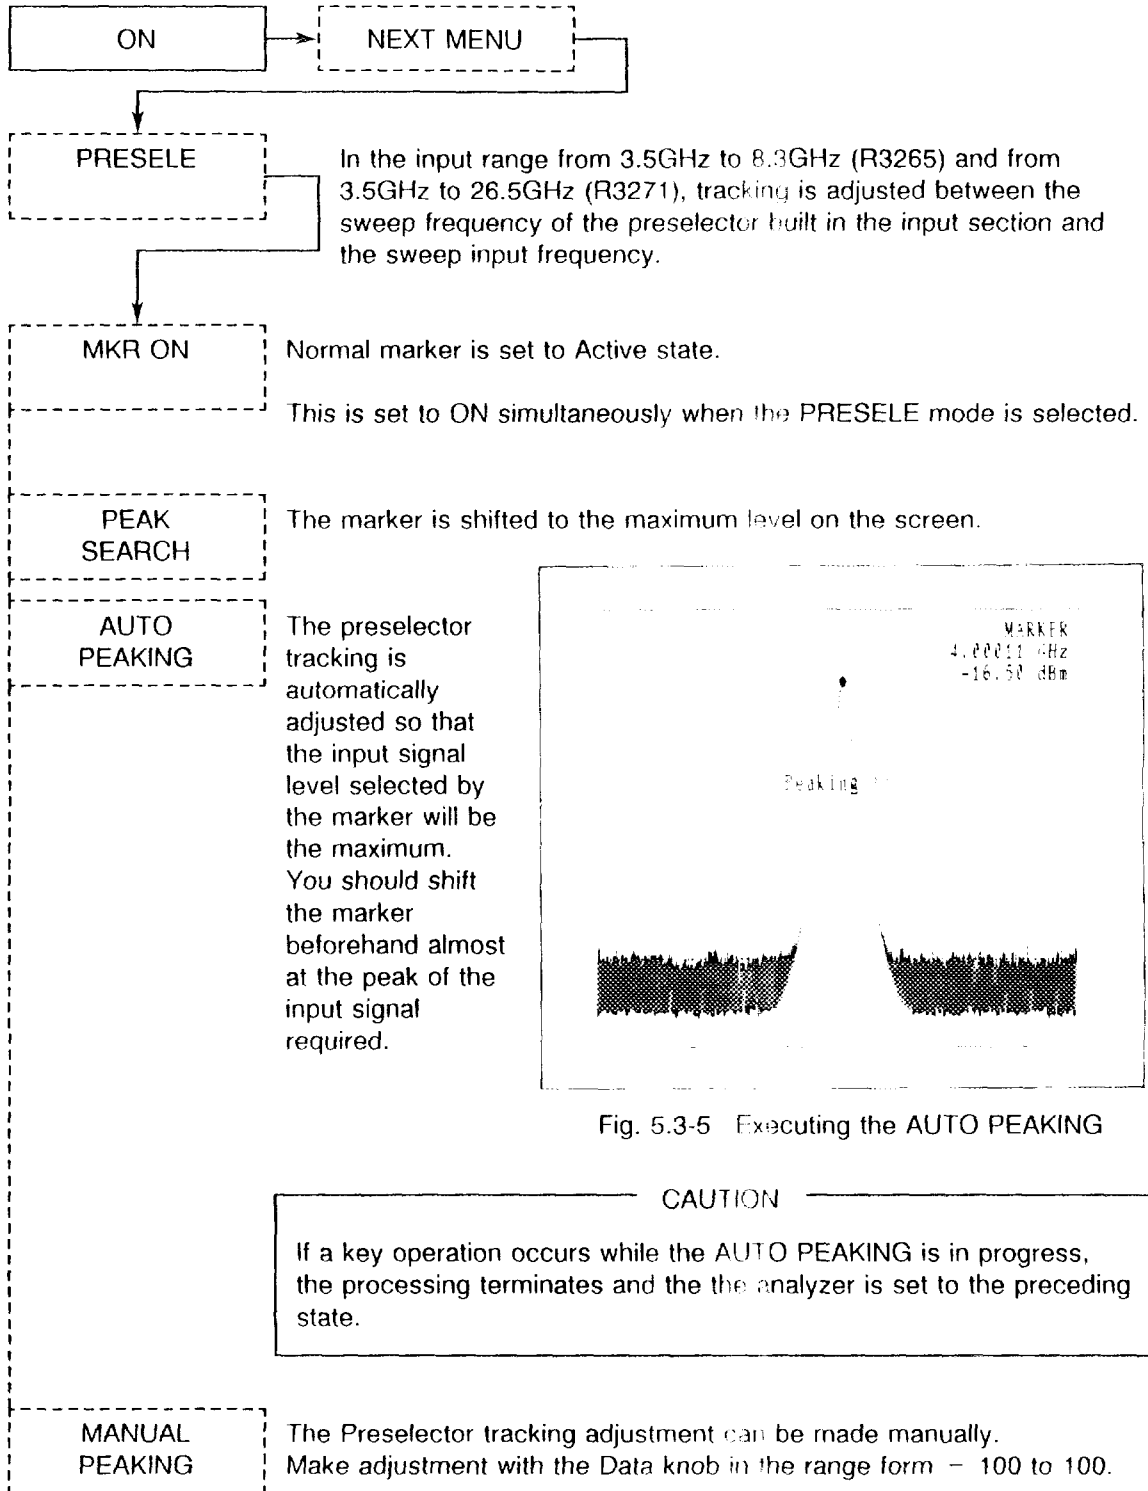 ON
NEXT MENU
PRESELE
In the input range from 3.5GHz to 8.3GHz (R3265) and from
3.5GHz to 26.5GHz (R3271), tracking is adjusted between the
sweep frequency of the preselector built in the input section and
the sweep input frequency.
MKR ON
Normal marker is set to Active state.
This is set to ON simultaneously when the PRESELE mode is selected.
PEAK
SEARCH
The marker is shifted to the maximum level on the screen.
AUTO
PEAKING
The preselector
tracking is
automatically
adjusted so that
the input signal
level selected by
the marker will be
the maximum.
You should shift
the marker
beforehand almost
at the peak of the
input signal
required.
MARKER
4.00011 GHz
-16.50 dBm
Peaking
Fig. 5.3-5 Executing the AUTO PEAKING
CAUTION
If a key operation occurs while the AUTO PEAKING is in progress,
the processing terminates and the the analyzer is set to the preceding
state.
MANUAL
PEAKING
The Preselector tracking adjustment can be made manually.
Make adjustment with the Data knob in the range form − 100 to 100.